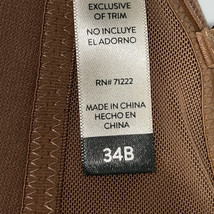 EXCLUSIVE
OF TRIM
NO INCLUYE
EL ADORNO
RN# 71222
MADE IN CHINA
HECHO EN
CHINA
34B